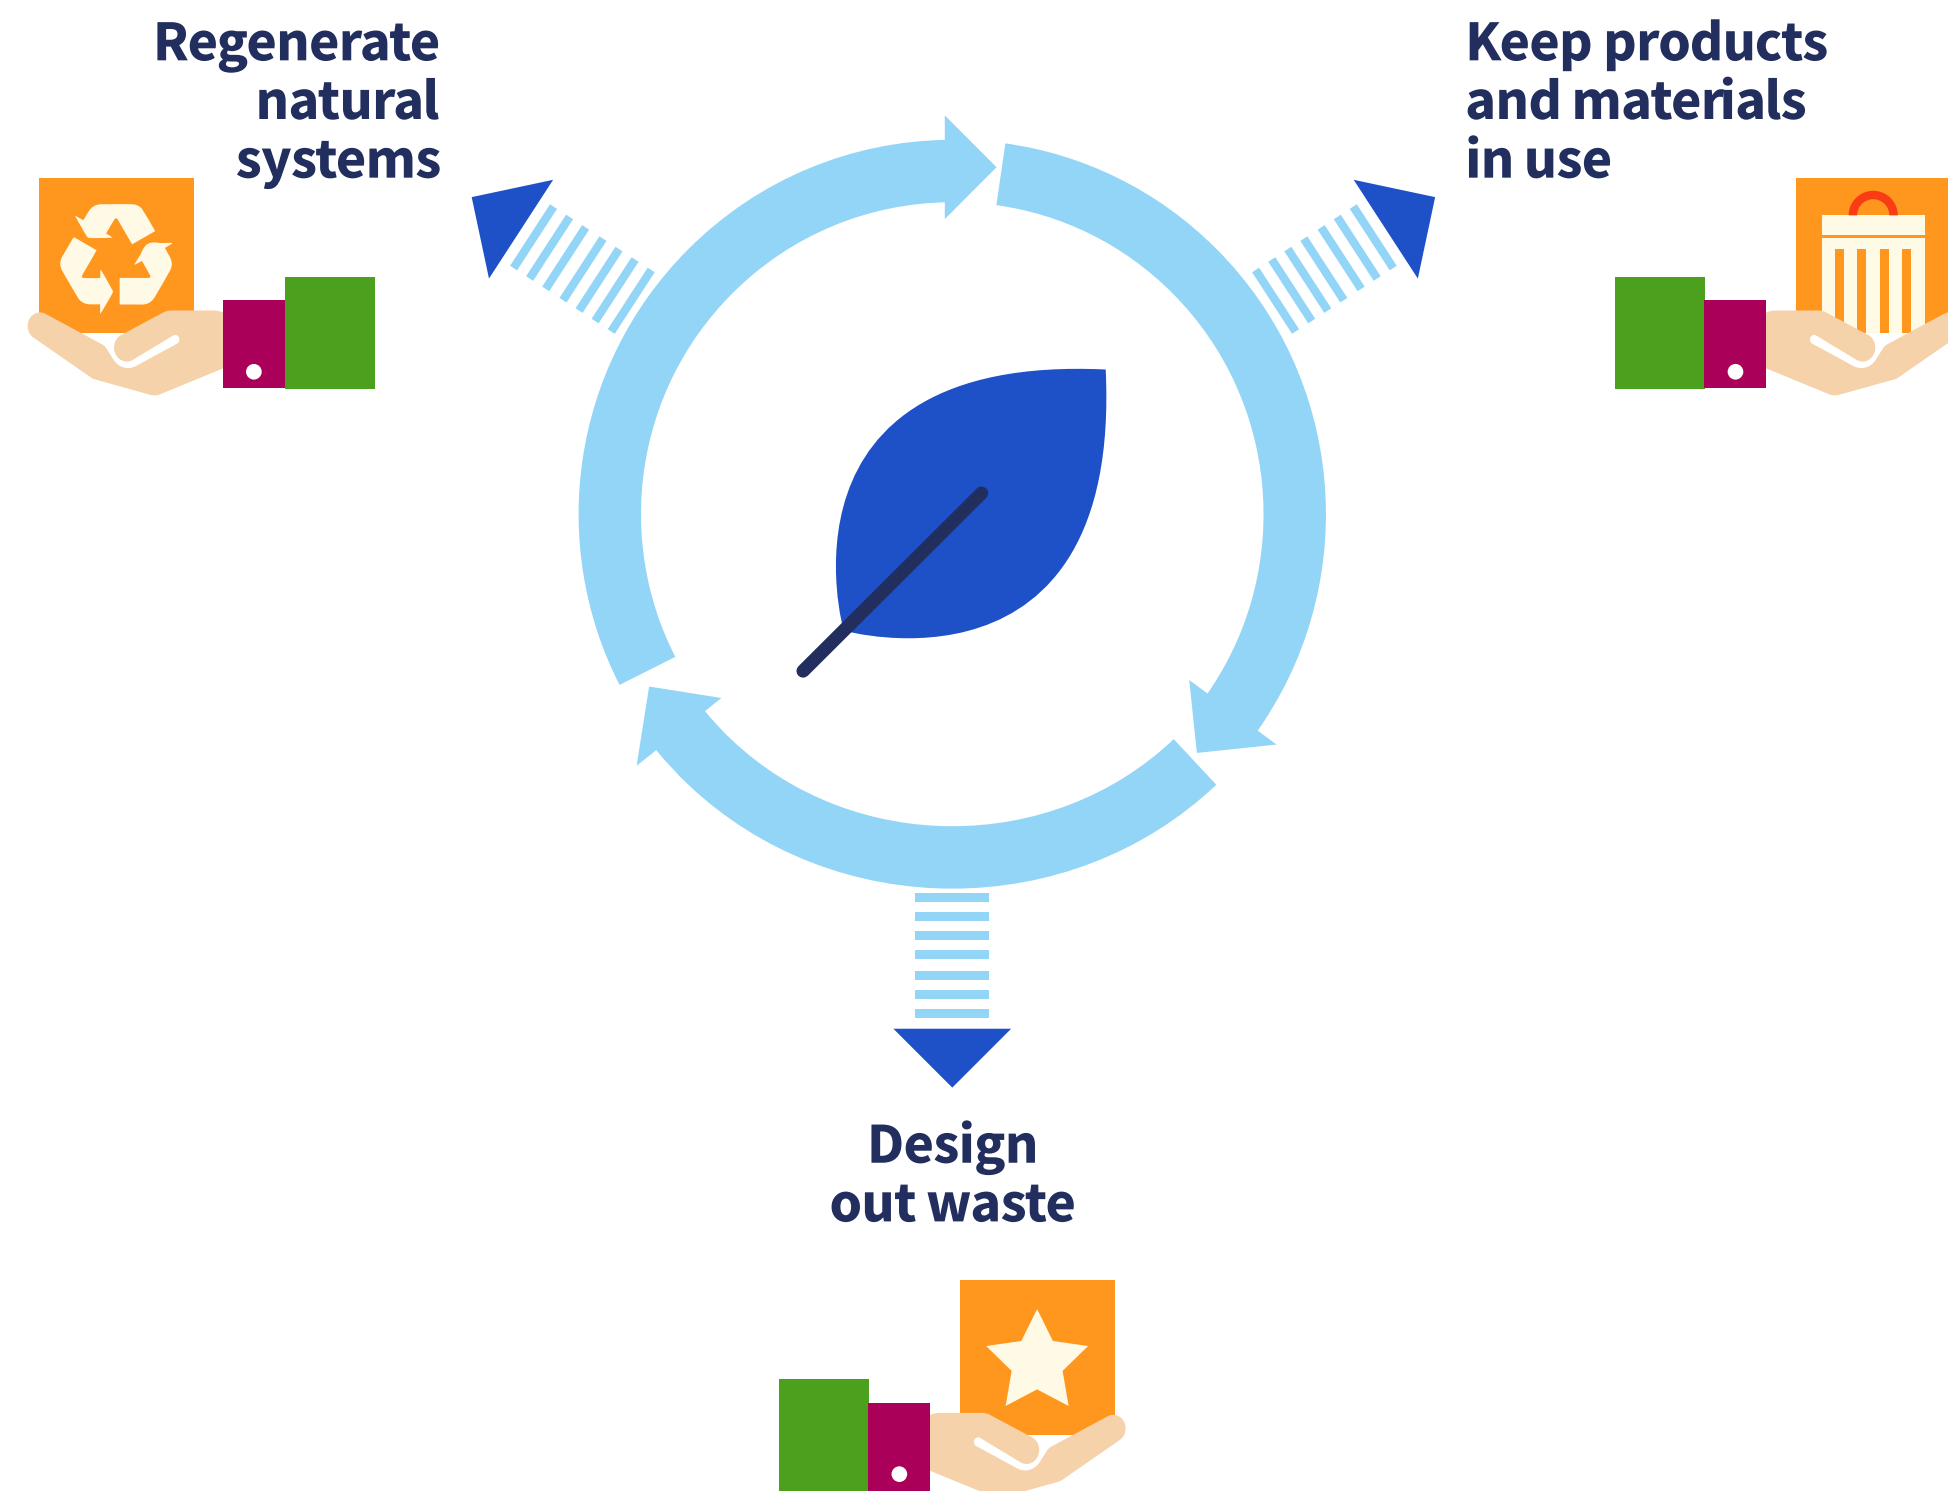 Regenerate
natural
systems
Keep products
and materials
in use
Design
out waste